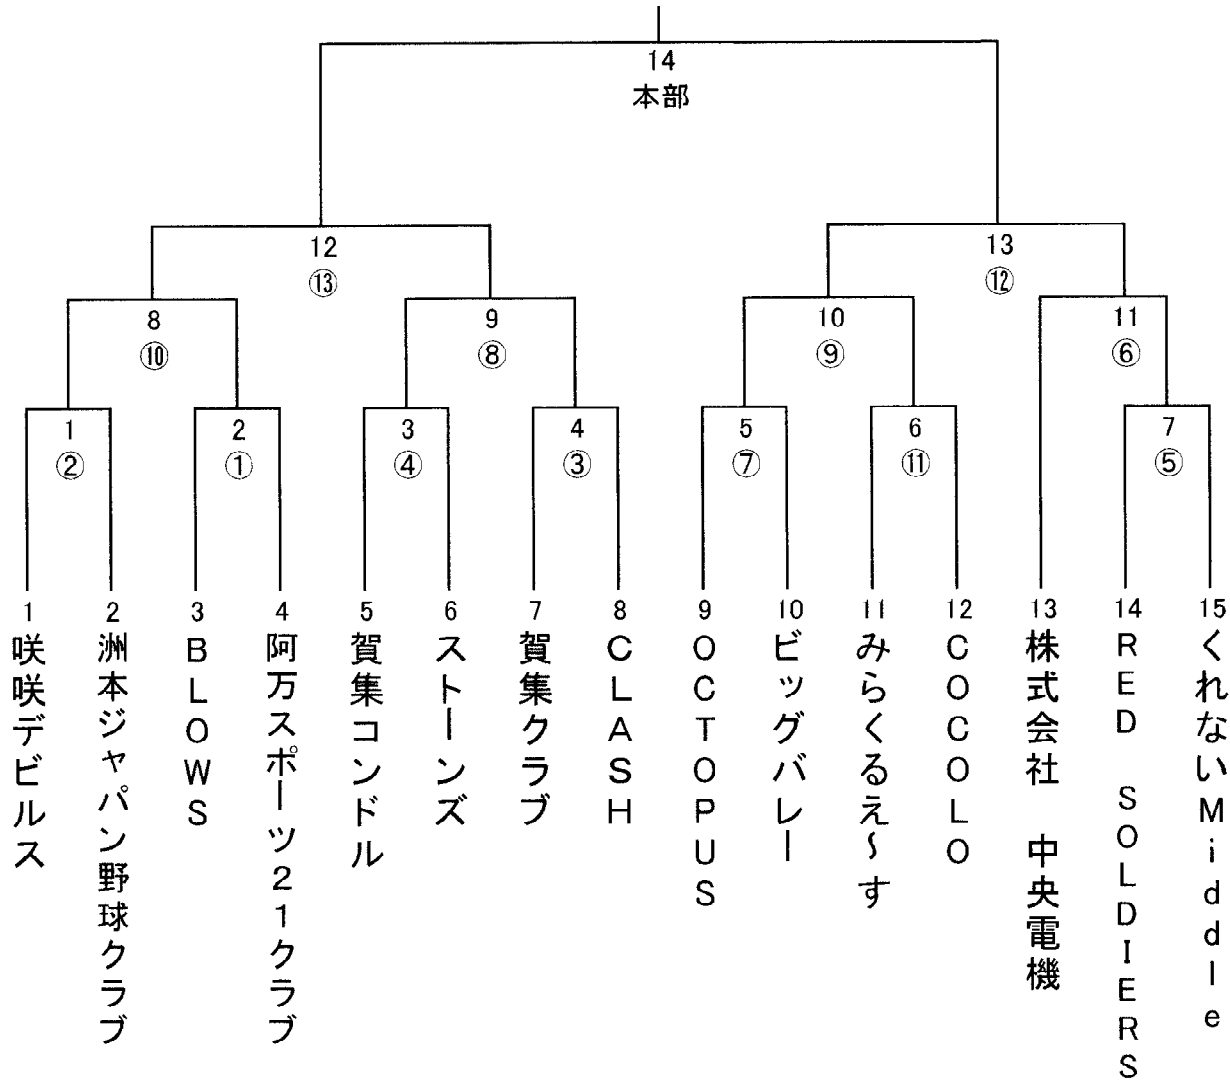 14
本部
12
⑬
13
⑫
8
⑩
9
⑧
10
⑨
11
⑥
1
②
2
①
3
④
4
③
5
⑦
6
⑪
7
⑤
1
咲咲デビルス
2
洲本ジャパン野球クラブ
3
BLOWS
4
阿万スポーツ21クラブ
5
賀集コンドル
6
ストーンズ
7
賀集クラブ
8
CLASH
9
OCTOPUS
10
ビッグバレー
11
みらくるえ~す
12
COCOLO
13
株式会社 中央電機
14
RED SOLDIERS
15
くれないMiddle